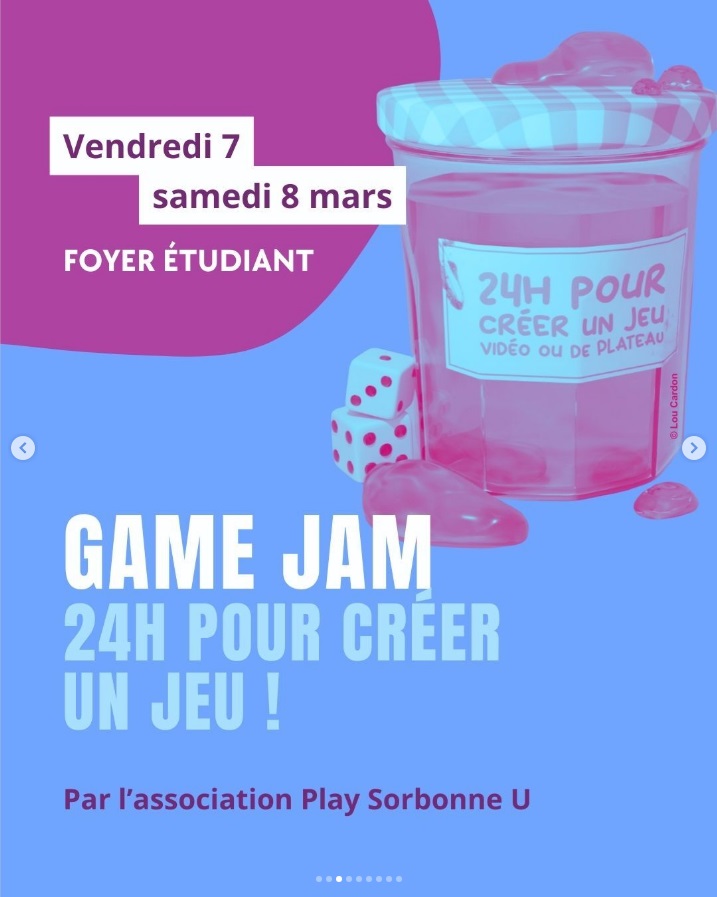 Vendredi 7
samedi 8 mars
FOYER ÉTUDIANT
24H POUR
CRÉER UN JEU
VIDÉO OU DE PLATEAU
© Lou Cardon
GAME JAM
24H POUR CRÉER
UN JEU !
Par l’association Play Sorbonne U